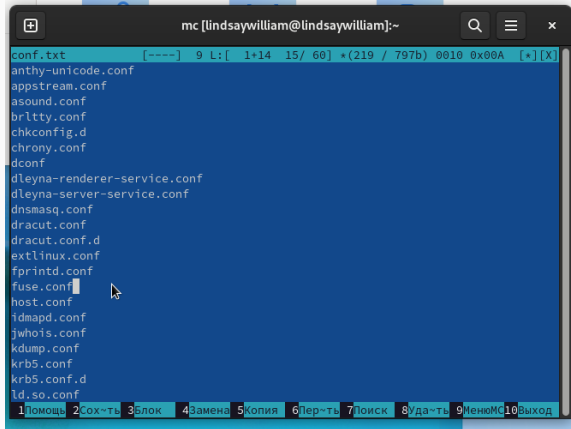 mc [lindsaywilliam@lindsaywilliam]:~
conf.txt [----] 9 L:[ 1+14 15/ 60] *(219 / 797b) 0010 0x00A [*][X]
anthy-unicode.conf
appstream.conf
asound.conf
brltty.conf
chkconfig.d
chrony.conf
dconf
dleyna-renderer-service.conf
dleyna-server-service.conf
dnsmasq.conf
dracut.conf
dracut.conf.d
extlinux.conf
fprintd.conf
fuse.conf
host.conf
idmapd.conf
jwhois.conf
kdump.conf
krb5.conf
krb5.conf.d
ld.so.conf
1Помощь 2Сох~ть 3Блок 4Замена 5Копия 6Пер~ть 7Поиск 8Уда~ть 9МенюMC 10Выход